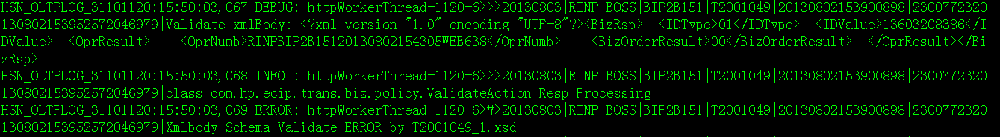 HSN_OLTPLOG_31101120:15:50:03,067 DEBUG: httpWorkerThread-1120-6>>>20130803|RINP|BOSS|BIP2B151|T2001049|20130802153900898|2300772320
1308021539525720​46979|Validate xmlBody: <?xml version="1.0" encoding="UTF-8"?><BizRsp> <IDType>01</IDType> <IDValue>13603208386</I
DValue> <OprResult> <OprNumb>RINPBIP2B15120130802154305WEB638</OprNumb> <BizOrderResult>00</BizOrderResult> </OprResult></Bi
zRsp>
HSN_OLTPLOG_31101120:15:50:03,068 INFO : httpWorkerThread-1120-6>>>20130803|RINP|BOSS|BIP2B151|T2001049|20130802153900898|2300772320
130802153952572046979|class com.hp.ecip.trans.biz.policy.ValidateAction Resp Processing
HSN_OLTPLOG_31101120:15:50:03,069 ERROR: httpWorkerThread-1120-6>#>20130803|RINP|BOSS|BIP2B151|T2001049|20130802153900898|2300772320
130802153952572046979|Xmlbody Schema Validate ERROR by T2001049_1.xsd